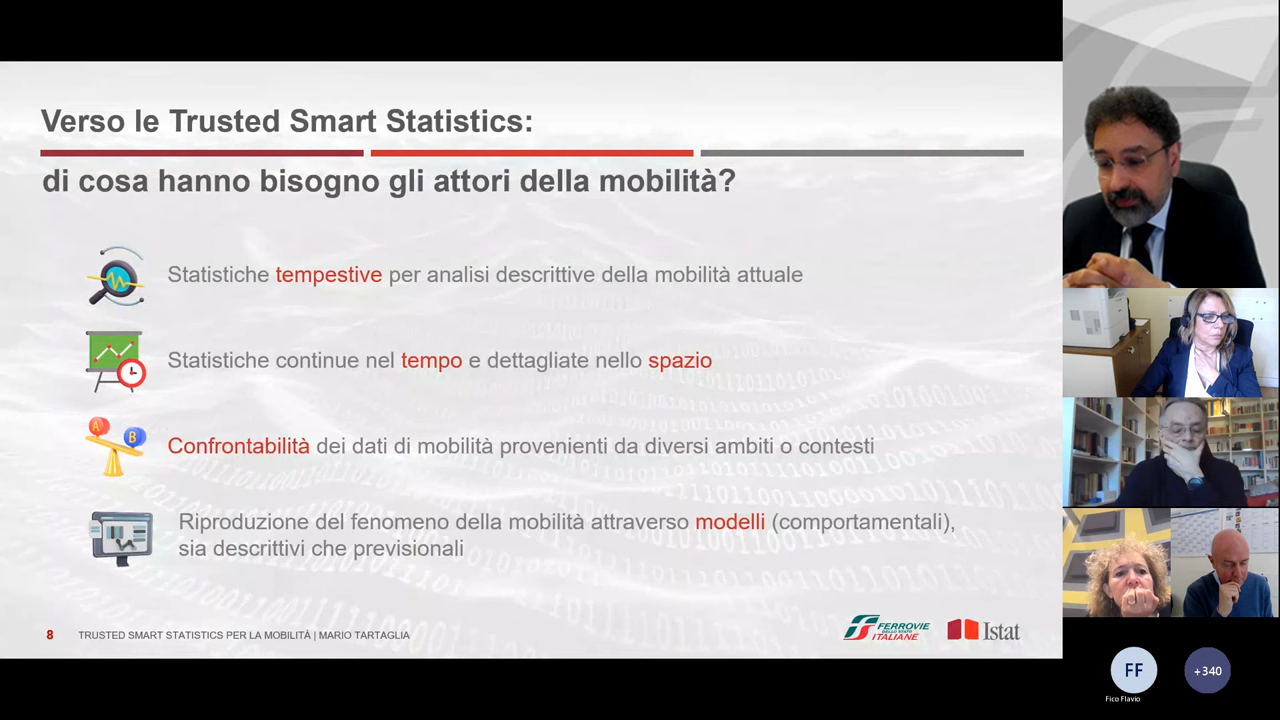 Verso le Trusted Smart Statistics:
di cosa hanno bisogno gli attori della mobilità?
Statistiche tempestive per analisi descrittive della mobilità attuale
Statistiche continue nel tempo e dettagliate nello spazio
A
B
Confrontabilità dei dati di mobilità provenienti da diversi ambiti o contesti
Riproduzione del fenomeno della mobilità attraverso modelli (comportamentali),
sia descrittivi che previsionali
8
TRUSTED SMART STATISTICS PER LA MOBILITÀ | MARIO TARTAGLIA
FERROVIE
DELLO STATO
ITALIANE
Istat
FF
Fico Flavio
+340